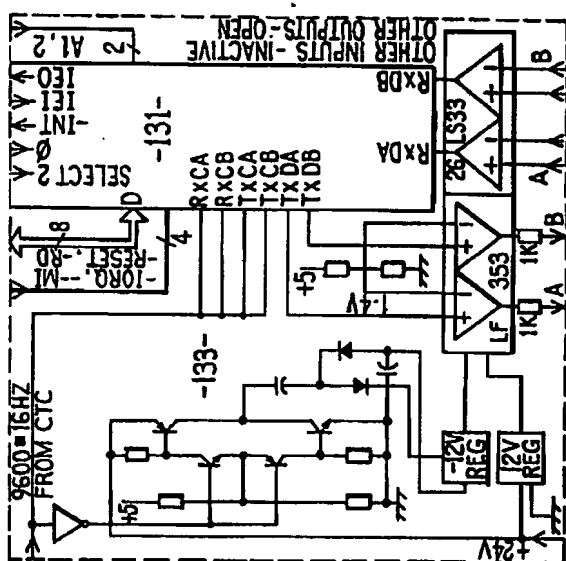 OTHER INPUTS-INACTIVE
OTHER OUTPUTS-OPEN
A1,2
2
IEO
IEI
-INT
Ø
SELECT 2
-131-
D
8
4
-IORQ,--MI
-RESET,-RD
RxCA
RxCB
TxCA
TxCB
TxDA
TxDB
RxDA
RxDB
26LS33
B
A
LF 353
1K
1K
B
A
+5
1.4V
-133-
9600*16HZ
FROM CTC
+5
-12V
REG
12V
REG
+24V